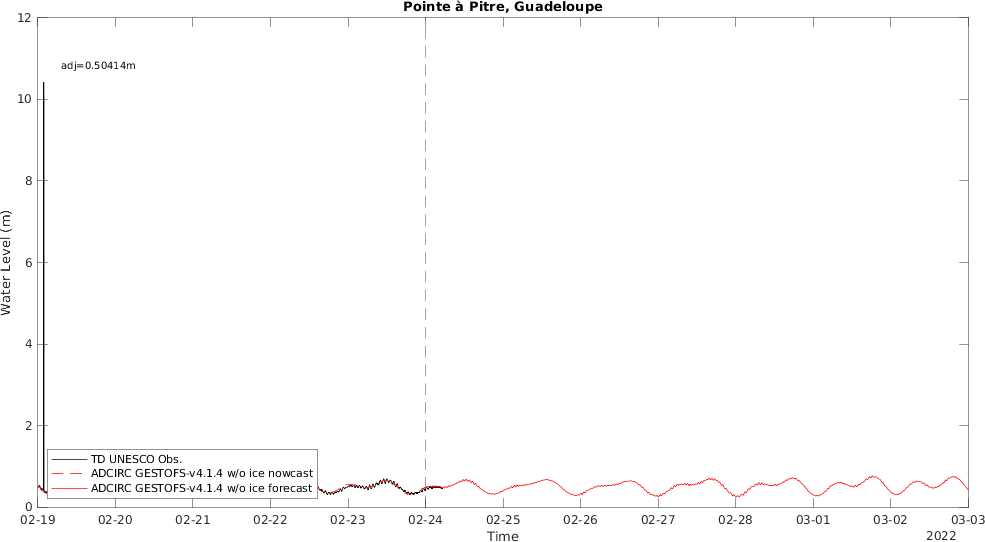 Pointe à Pitre, Guadeloupe
12
adj=0.50414m
10
8
6
4
2
0
Water Level (m)
TD UNESCO Obs.
ADCIRC GESTOFS-v4.1.4 w/o ice nowcast
ADCIRC GESTOFS-v4.1.4 w/o ice forecast
02-19 02-20 02-21 02-22 02-23 02-24 02-25 02-26 02-27 02-28 03-01 03-02 03-03
Time
2022